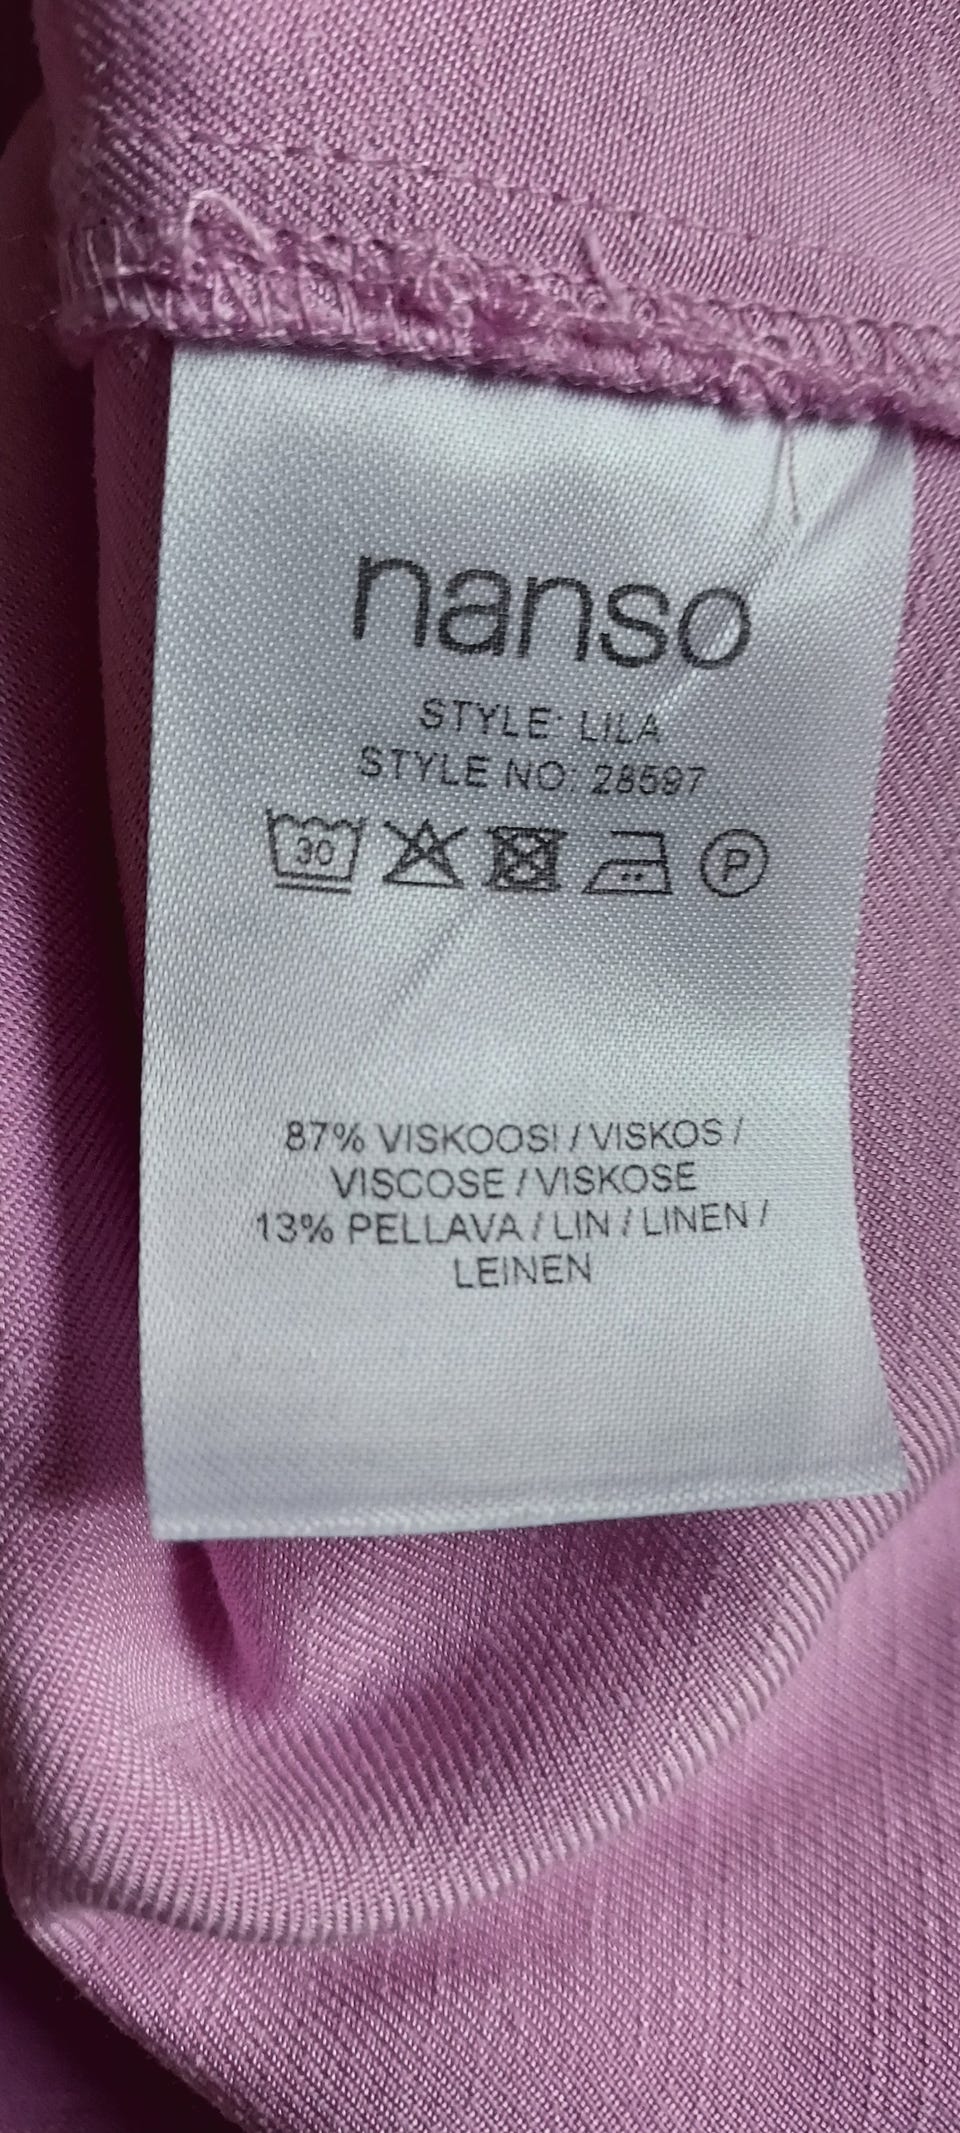 nanso
STYLE: LILA
STYLE NO: 28597
30 P
87% VISKOOSI / VISKOS /
VISCOSE / VISKOSE
13% PELLAVA / LIN / LINEN /
LEINEN